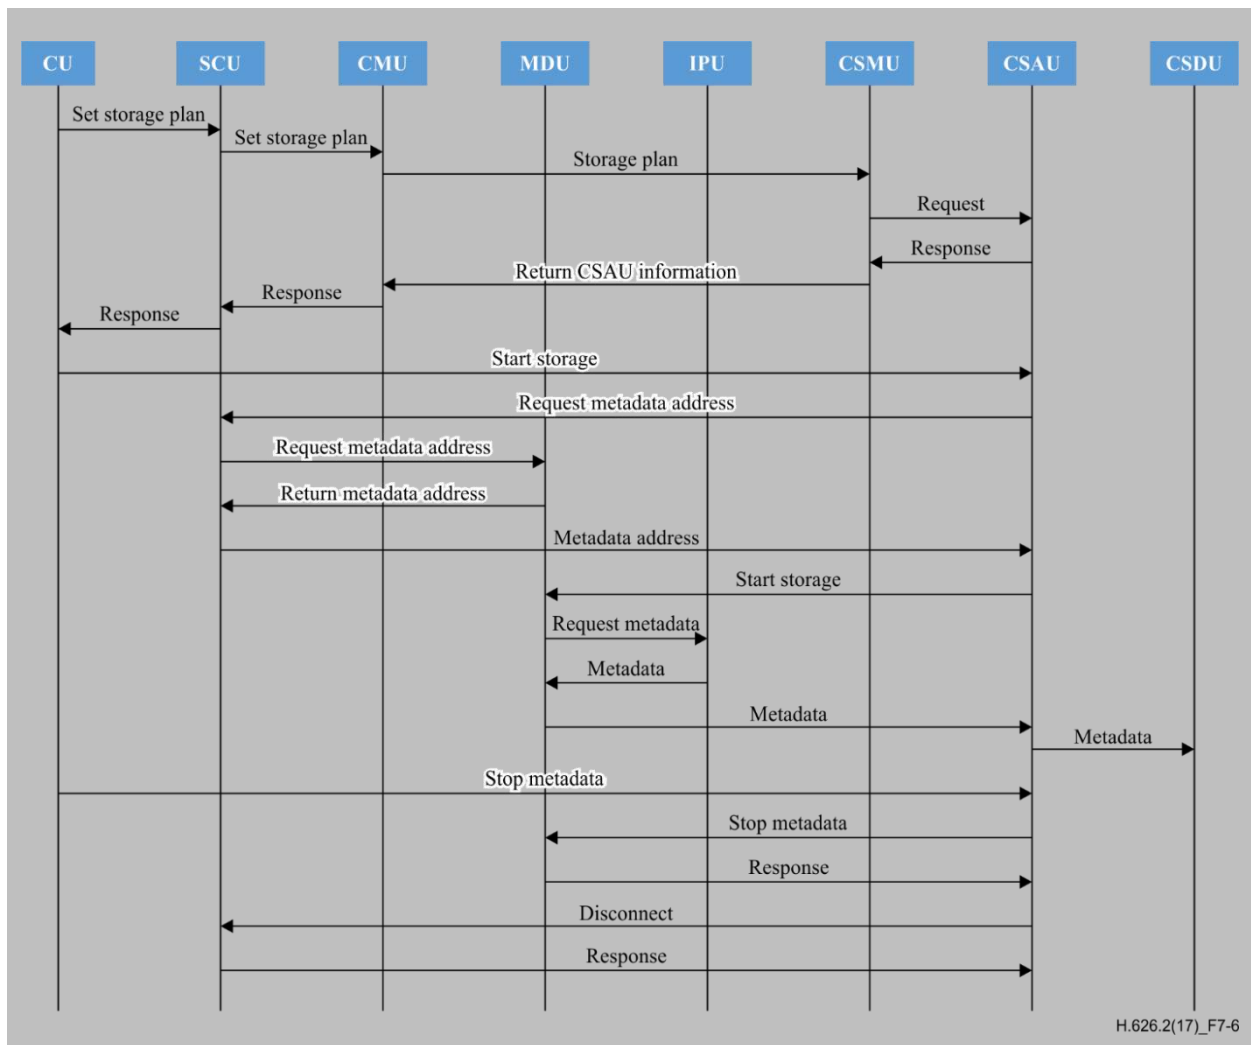 CU SCU CMU MDU IPU CSMU CSAU CSDU
Set storage plan
Set storage plan
Storage plan
Request
Response
Return CSAU information
Response
Response
Start storage
Request metadata address
Request metadata address
Return metadata address
Metadata address
Start storage
Request metadata
Metadata
Metadata
Metadata
Stop metadata
Stop metadata
Response
Disconnect
Response
H.626.2(17)_F7-6